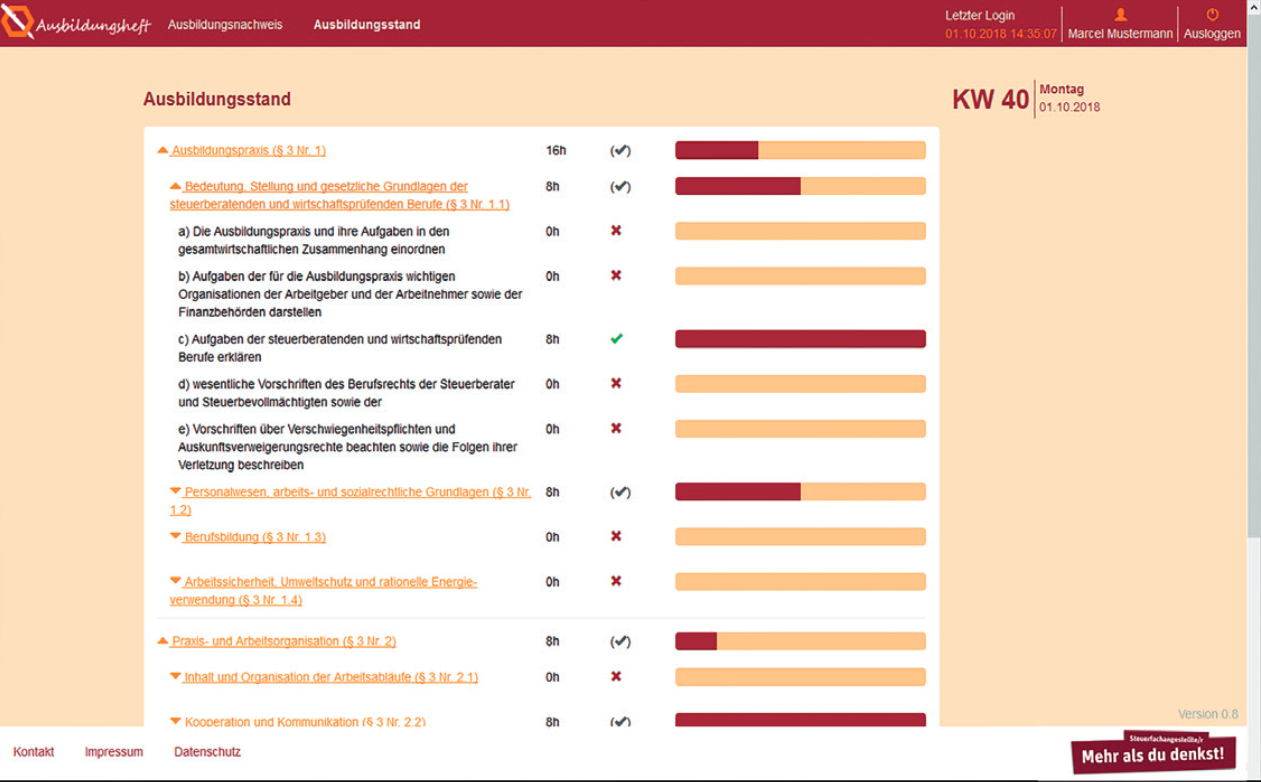 Ausbildungsheft Ausbildungsnachweis Ausbildungsstand
Letzter Login
01.10.2018 14:35:07 Marcel Mustermann Ausloggen
Ausbildungsstand
KW 40 Montag
01.10.2018
Ausbildungspraxis (§ 3 Nr. 1) 16h
Bedeutung, Stellung und gesetzliche Grundlagen der 8h
steuerberatenden und wirtschaftsprüfenden Berufe (§ 3 Nr. 1.1)
a) Die Ausbildungspraxis und ihre Aufgaben in den 0h
gesamtwirtschaftlichen Zusammenhang einordnen
b) Aufgaben der für die Ausbildungspraxis wichtigen 0h
Organisationen der Arbeitgeber und der Arbeitnehmer sowie der
Finanzbehörden darstellen
c) Aufgaben der steuerberatenden und wirtschaftsprüfenden 8h
Berufe erklären
d) wesentliche Vorschriften des Berufsrechts der Steuerberater 0h
und Steuerbevollmächtigten sowie der
e) Vorschriften über Verschwiegenheitspflichten und 0h
Auskunftsverweigerungsrechte beachten sowie die Folgen ihrer
Verletzung beschreiben
Personalwesen, arbeits- und sozialrechtliche Grundlagen (§ 3 Nr. 8h
1.2)
Berufsbildung (§ 3 Nr. 1.3) 0h
Arbeitssicherheit, Umweltschutz und rationelle Energie- 0h
verwendung (§ 3 Nr. 1.4)
Praxis- und Arbeitsorganisation (§ 3 Nr. 2) 8h
Inhalt und Organisation der Arbeitsabläufe (§ 3 Nr. 2.1) 0h
Kooperation und Kommunikation (§ 3 Nr. 2.2) 8h
Version 0.8
Kontakt Impressum Datenschutz
Steuerfachangestellte/r
Mehr als du denkst!